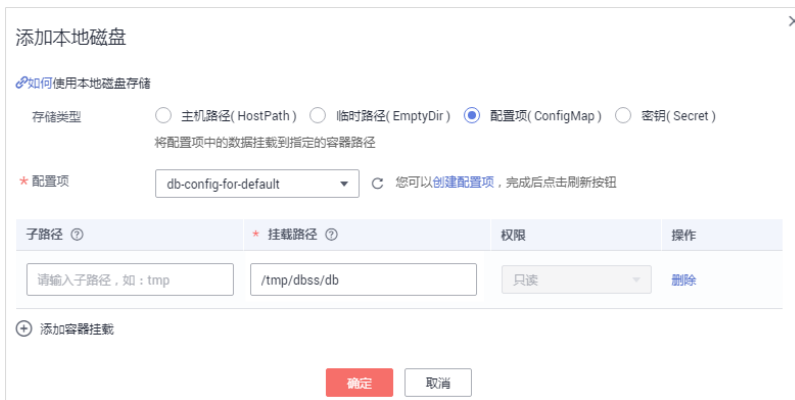 添加本地磁盘
如何使用本地磁盘存储
存储类型 主机路径(HostPath) 临时路径(EmptyDir) 配置项(ConfigMap) 密钥(Secret)
将配置项中的数据挂载到指定的容器路径
* 配置项 db-config-for-default 您可以创建配置项，完成后点击刷新按钮
子路径 ? * 挂载路径 ? 权限 操作
请输入子路径，如：tmp /tmp/dbss/db 只读 删除
添加容器挂载
确定 取消